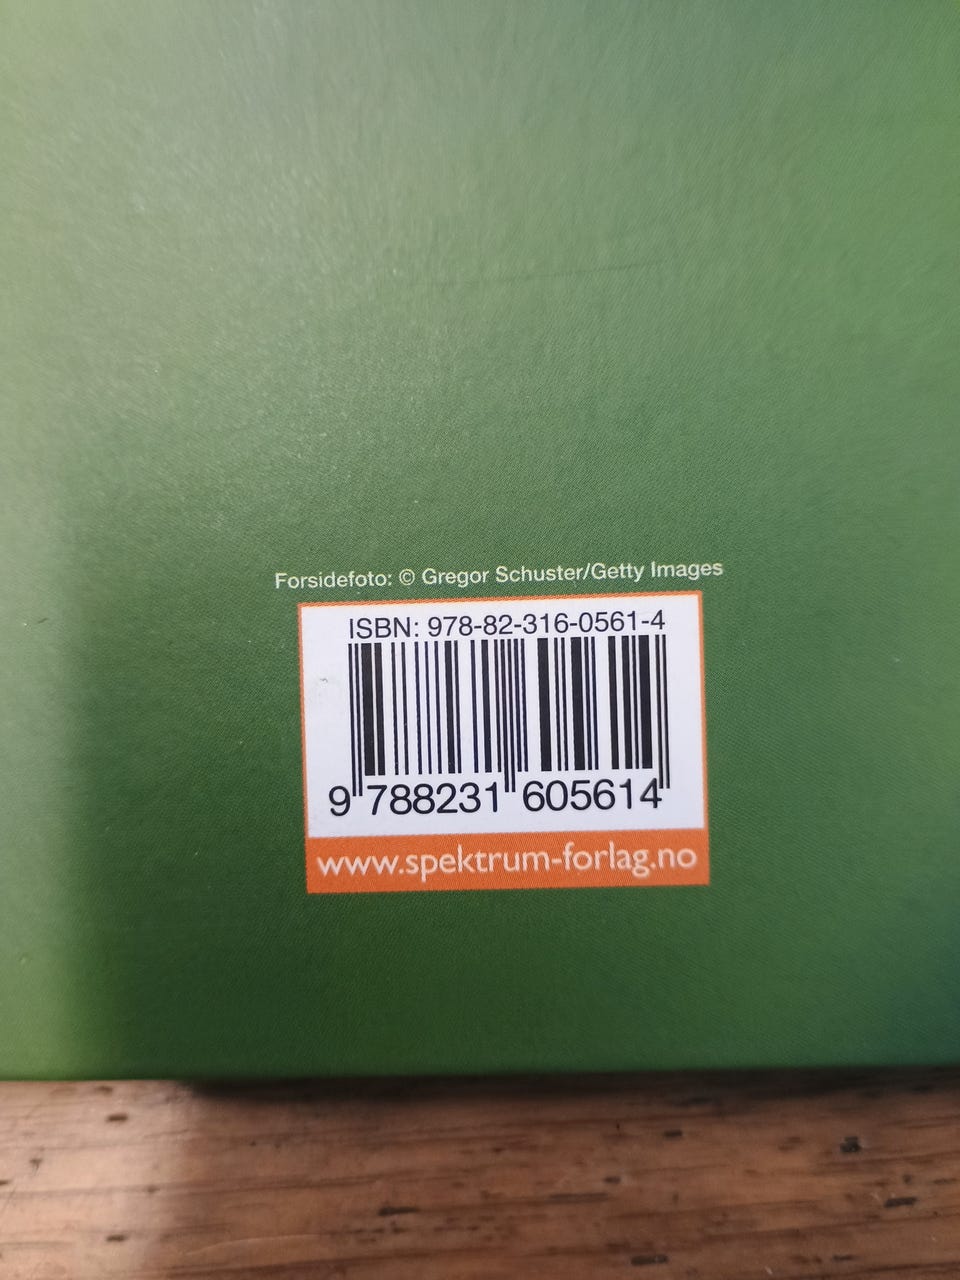 Forsidefoto: © Gregor Schuster/Getty Images
ISBN: 978-82-316-0561-4
9 788231 605614
www.spektrum-forlag.no